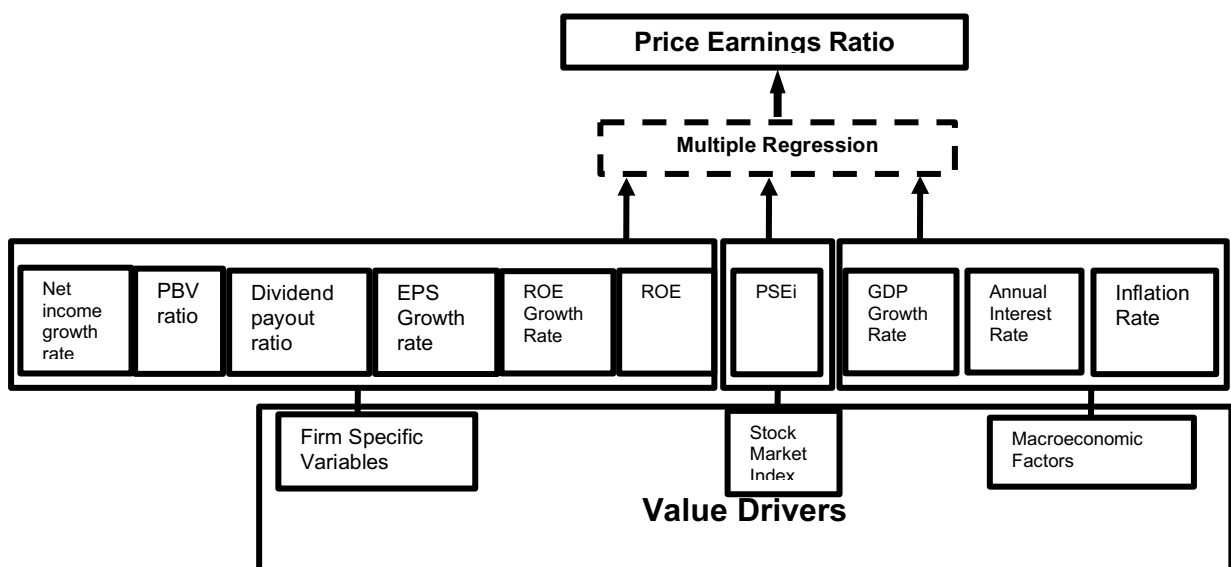 Price Earnings Ratio
Multiple Regression
Net
income
growth
rate
PBV
ratio
Dividend
payout
ratio
EPS
Growth
rate
ROE
Growth
Rate
ROE
PSEi
GDP
Growth
Rate
Annual
Interest
Rate
Inflation
Rate
Firm Specific
Variables
Stock
Market
Index
Macroeconomic
Factors
Value Drivers